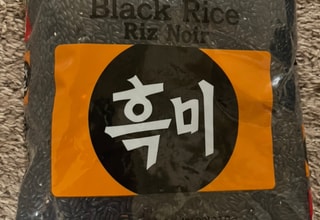 Black Rice
Riz Noir
흑미